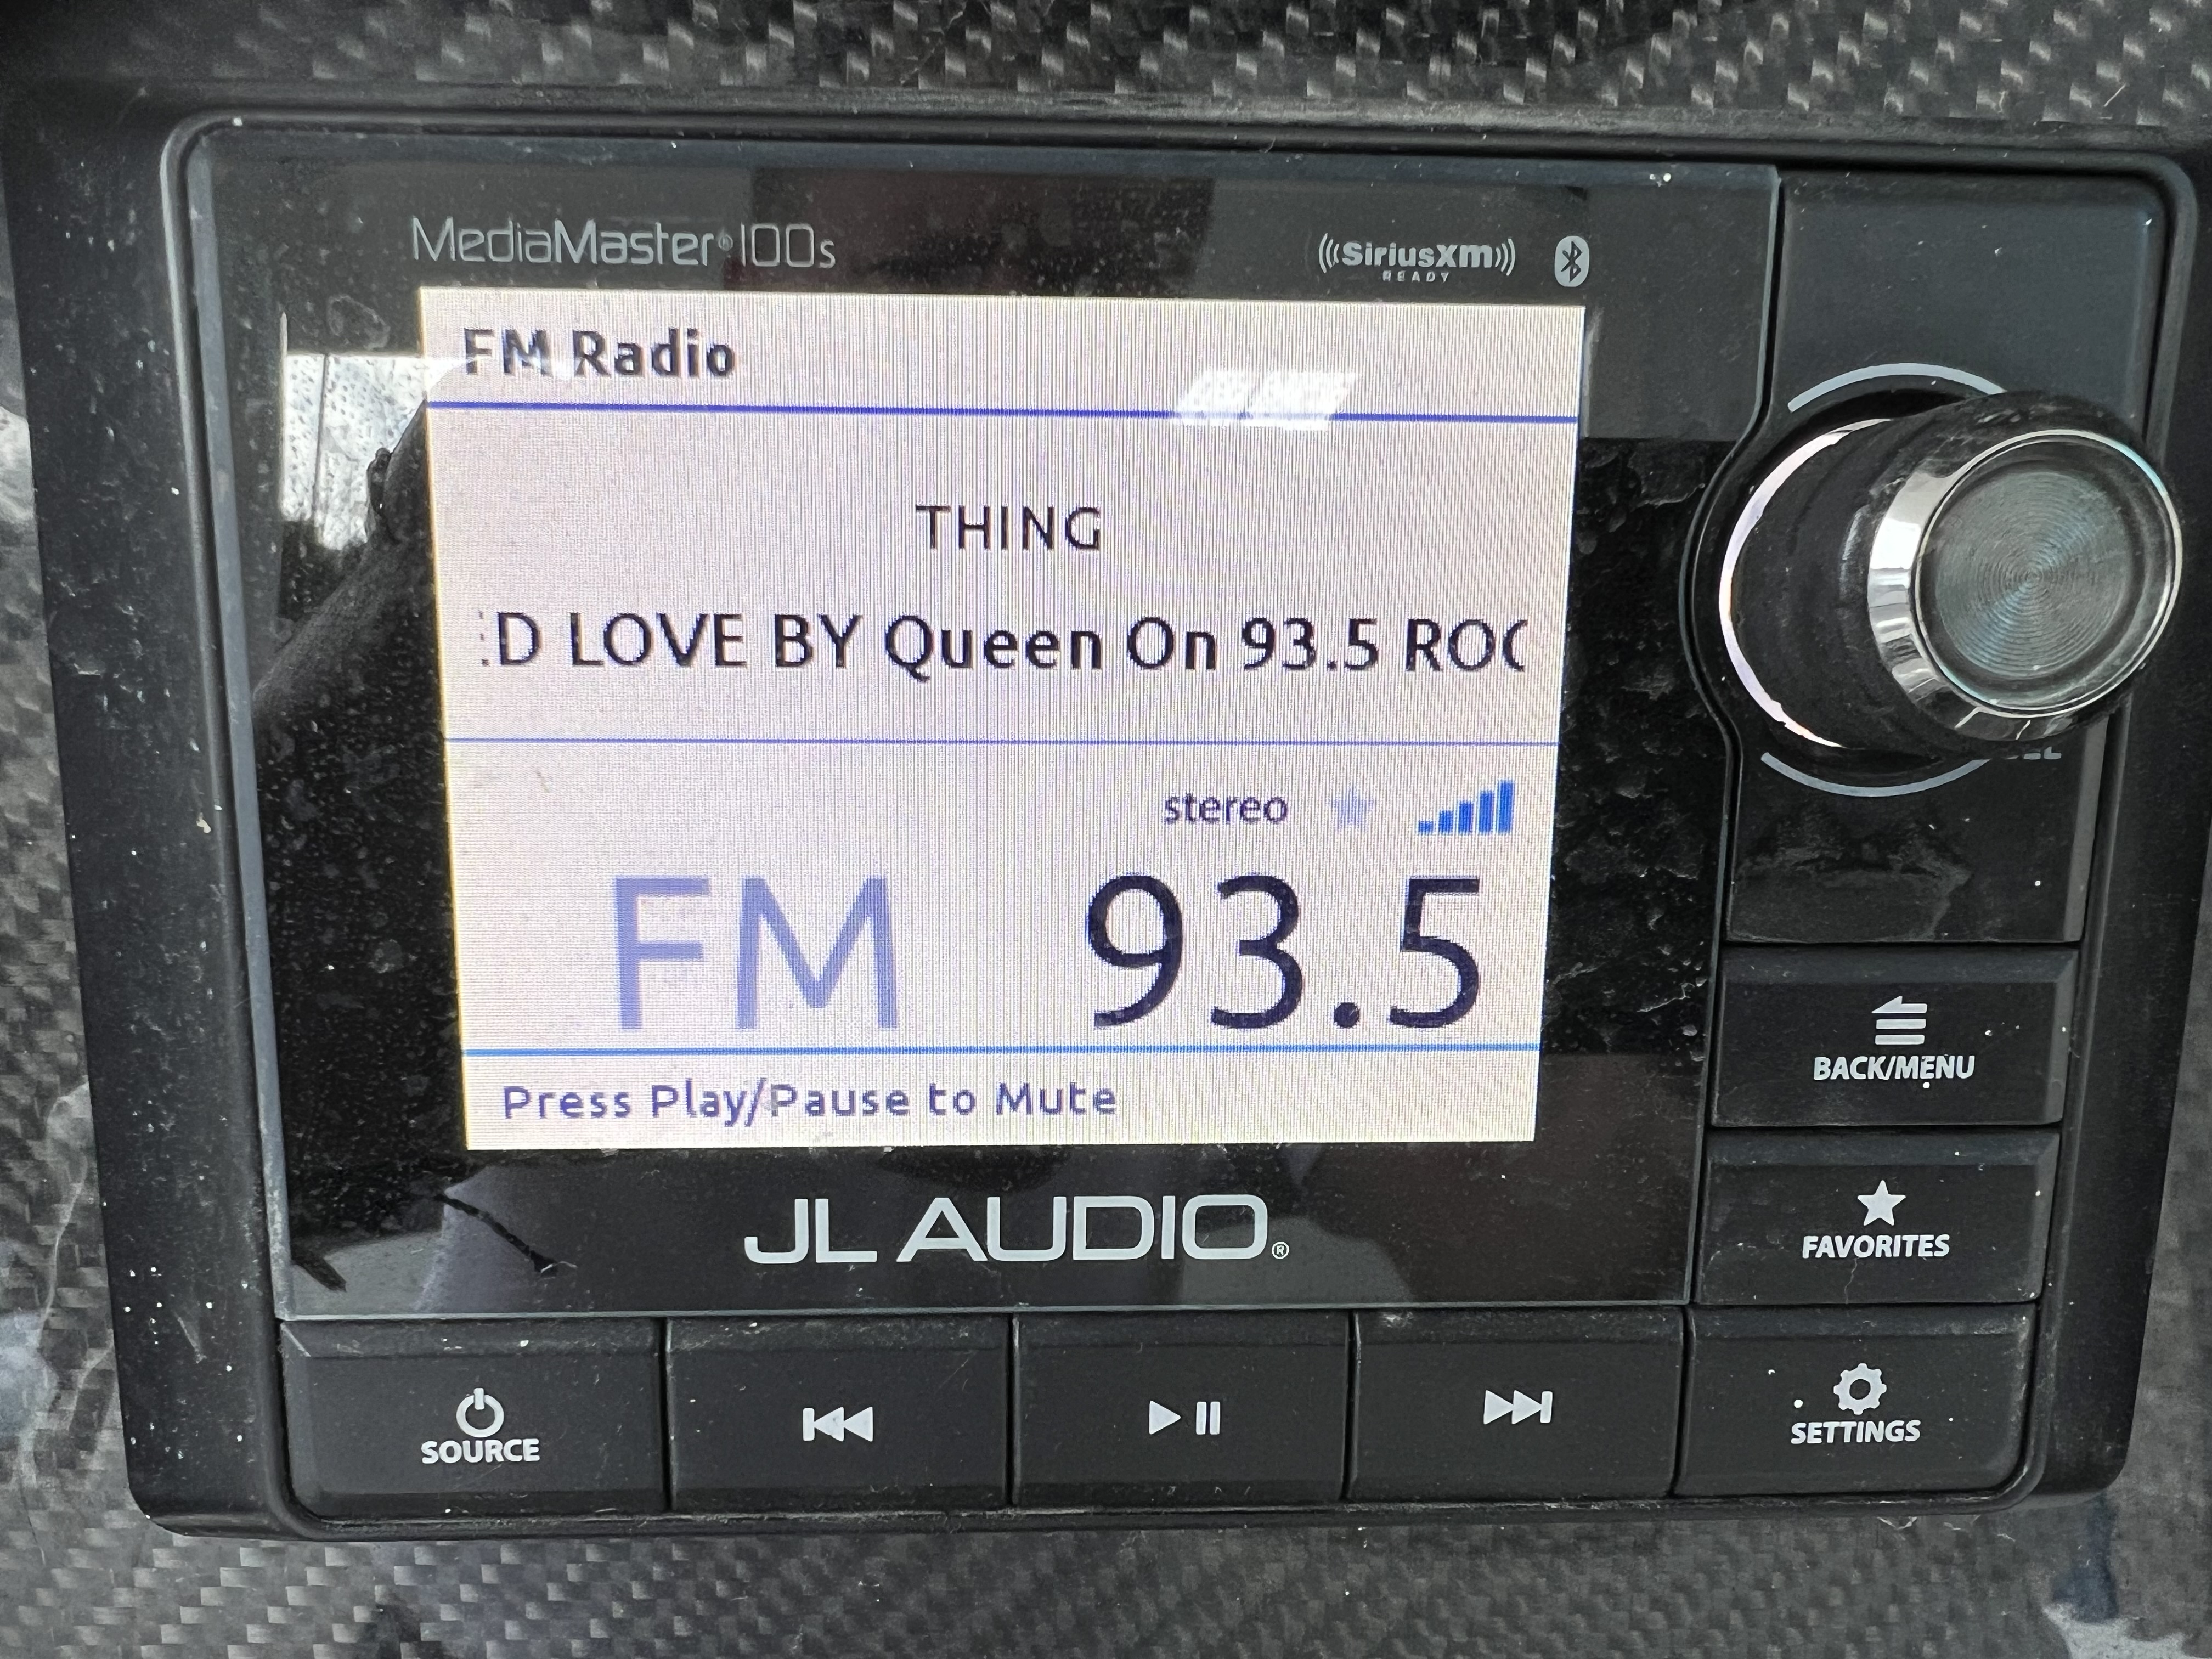 MediaMaster 100s
((SiriusXm))
READY
FM Radio
THING
:D LOVE BY Queen On 93.5 ROC
stereo
FM 93.5
Press Play/Pause to Mute
JL AUDIO®
BACK/MENU
FAVORITES
SOURCE
SETTINGS